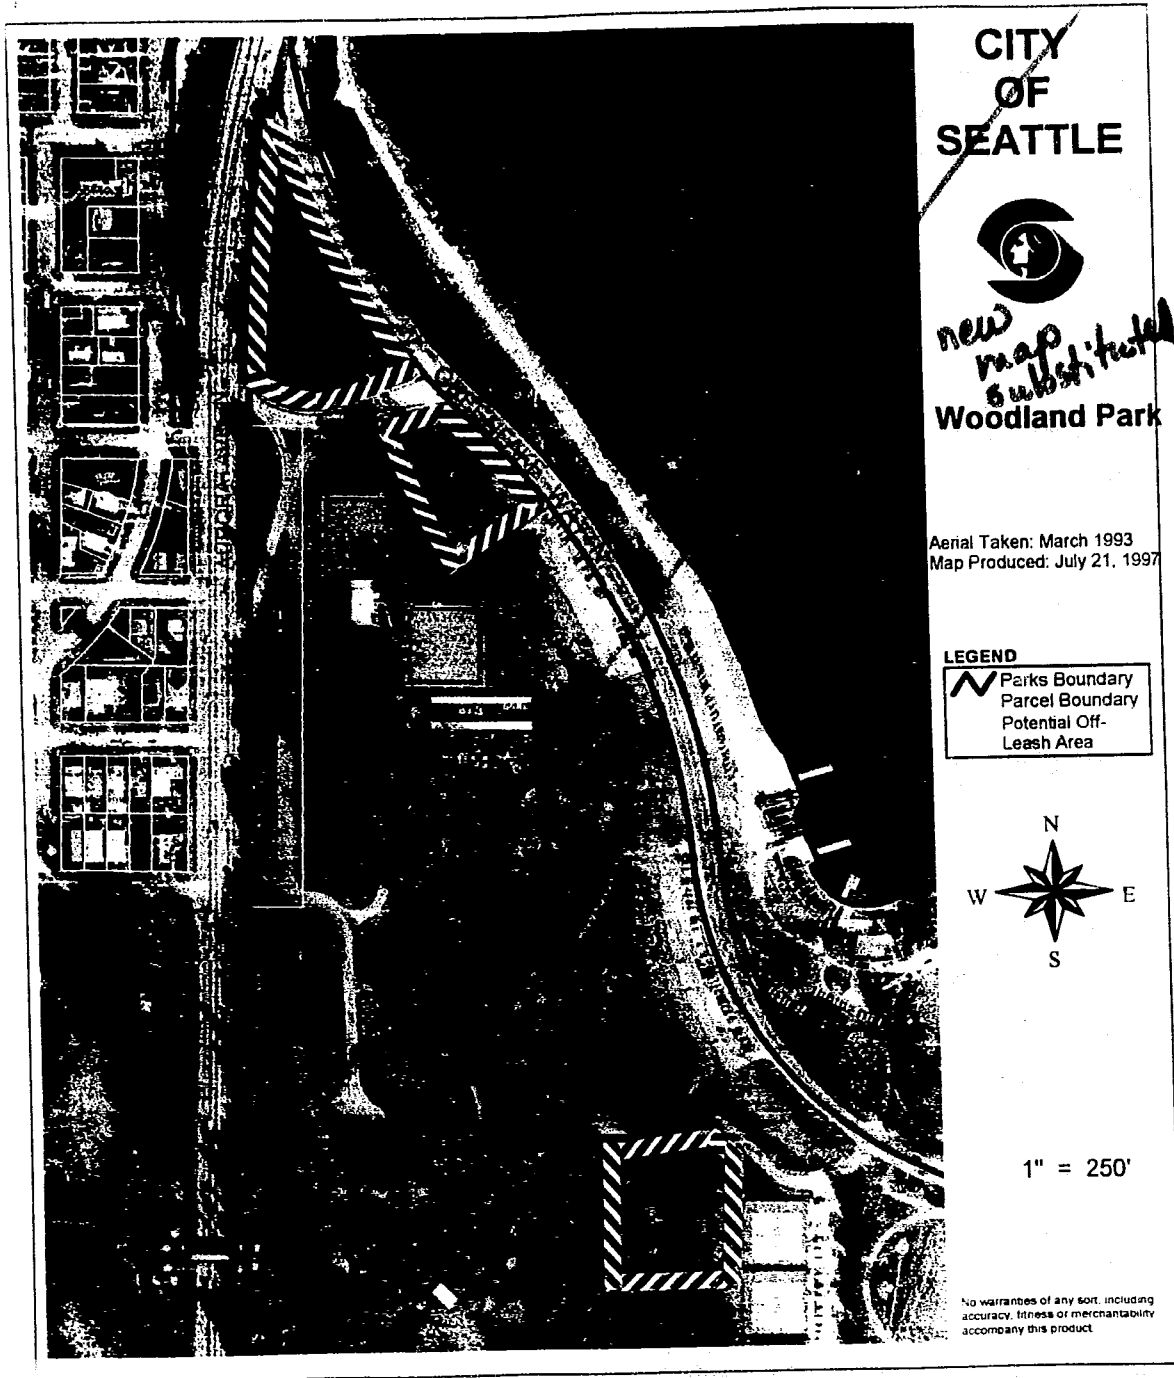 CITY
OF
SEATTLE
new
map
substituted
Woodland Park
Aerial Taken: March 1993
Map Produced: July 21, 1997
LEGEND
Parks Boundary
Parcel Boundary
Potential Off-
Leash Area
N
W
E
S
1" = 250'
No warranties of any sort, including
accuracy, fitness or merchantability
accompany this product.